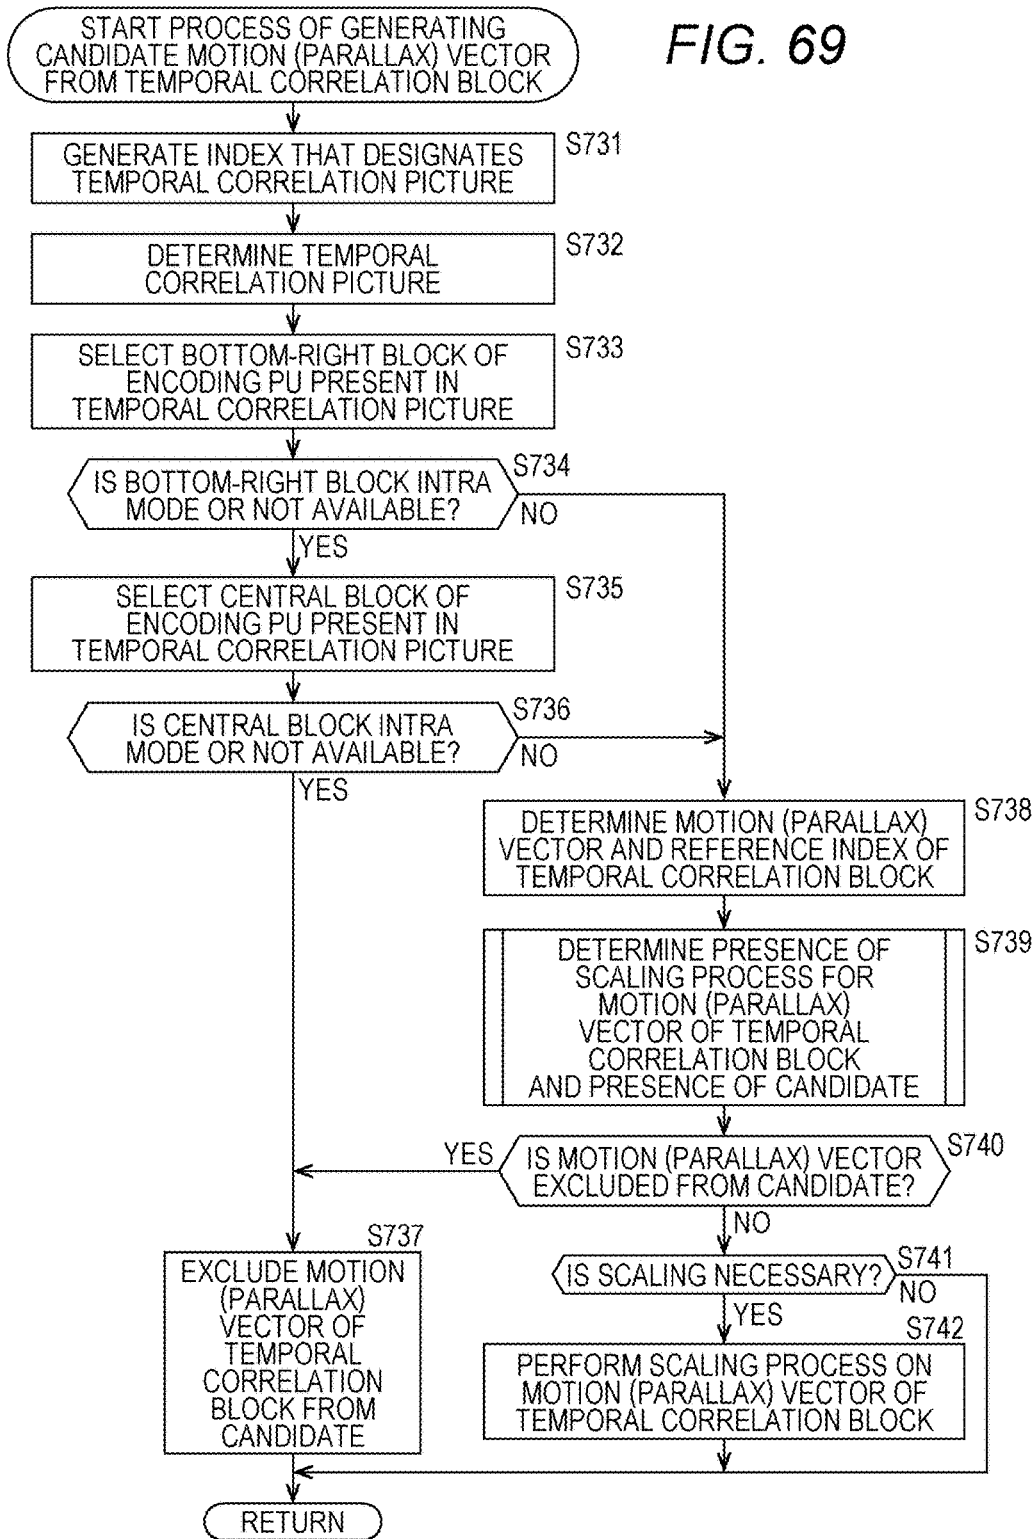 FIG. 69
START PROCESS OF GENERATING
CANDIDATE MOTION (PARALLAX) VECTOR
FROM TEMPORAL CORRELATION BLOCK
S731
GENERATE INDEX THAT DESIGNATES
TEMPORAL CORRELATION PICTURE
S732
DETERMINE TEMPORAL
CORRELATION PICTURE
S733
SELECT BOTTOM-RIGHT BLOCK OF
ENCODING PU PRESENT IN
TEMPORAL CORRELATION PICTURE
S734
IS BOTTOM-RIGHT BLOCK INTRA
MODE OR NOT AVAILABLE?
NO
YES
S735
SELECT CENTRAL BLOCK OF
ENCODING PU PRESENT IN
TEMPORAL CORRELATION PICTURE
S736
IS CENTRAL BLOCK INTRA
MODE OR NOT AVAILABLE?
NO
YES
S738
DETERMINE MOTION (PARALLAX)
VECTOR AND REFERENCE INDEX OF
TEMPORAL CORRELATION BLOCK
S739
DETERMINE PRESENCE OF
SCALING PROCESS FOR
MOTION (PARALLAX)
VECTOR OF TEMPORAL
CORRELATION BLOCK
AND PRESENCE OF CANDIDATE
S740
YES
IS MOTION (PARALLAX) VECTOR
EXCLUDED FROM CANDIDATE?
NO
S737
EXCLUDE MOTION
(PARALLAX)
VECTOR OF
TEMPORAL
CORRELATION
BLOCK FROM
CANDIDATE
S741
IS SCALING NECESSARY?
NO
YES
S742
PERFORM SCALING PROCESS ON
MOTION (PARALLAX) VECTOR OF
TEMPORAL CORRELATION BLOCK
RETURN